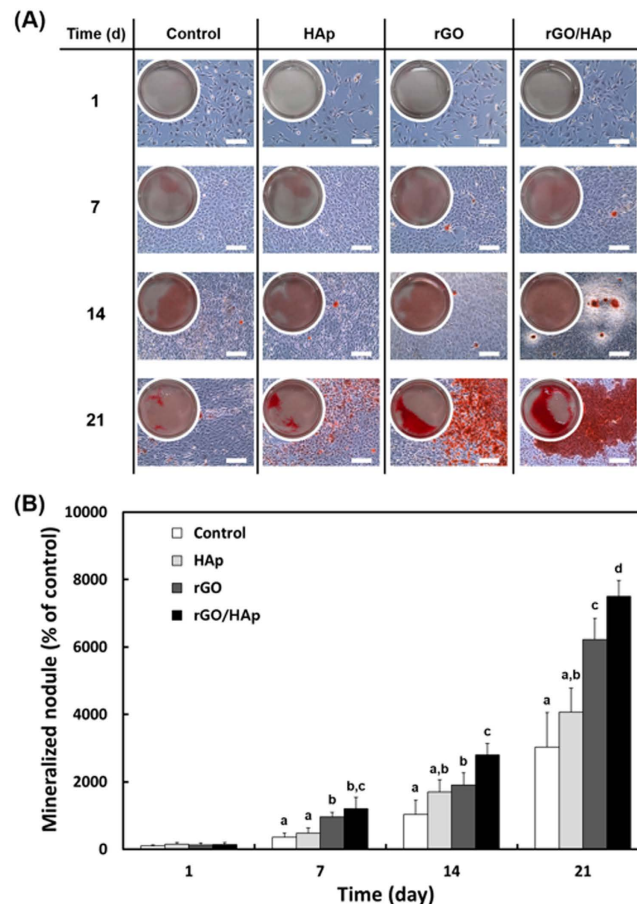 (A)
Time (d) Control HAp rGO rGO/HAp
1
7
14
21
(B)
10000
8000
6000
4000
2000
0
Mineralized nodule (% of control)
Control
HAp
rGO
rGO/HAp
a a b b,c
a a,b b c
a a,b c d
1 7 14 21
Time (day)